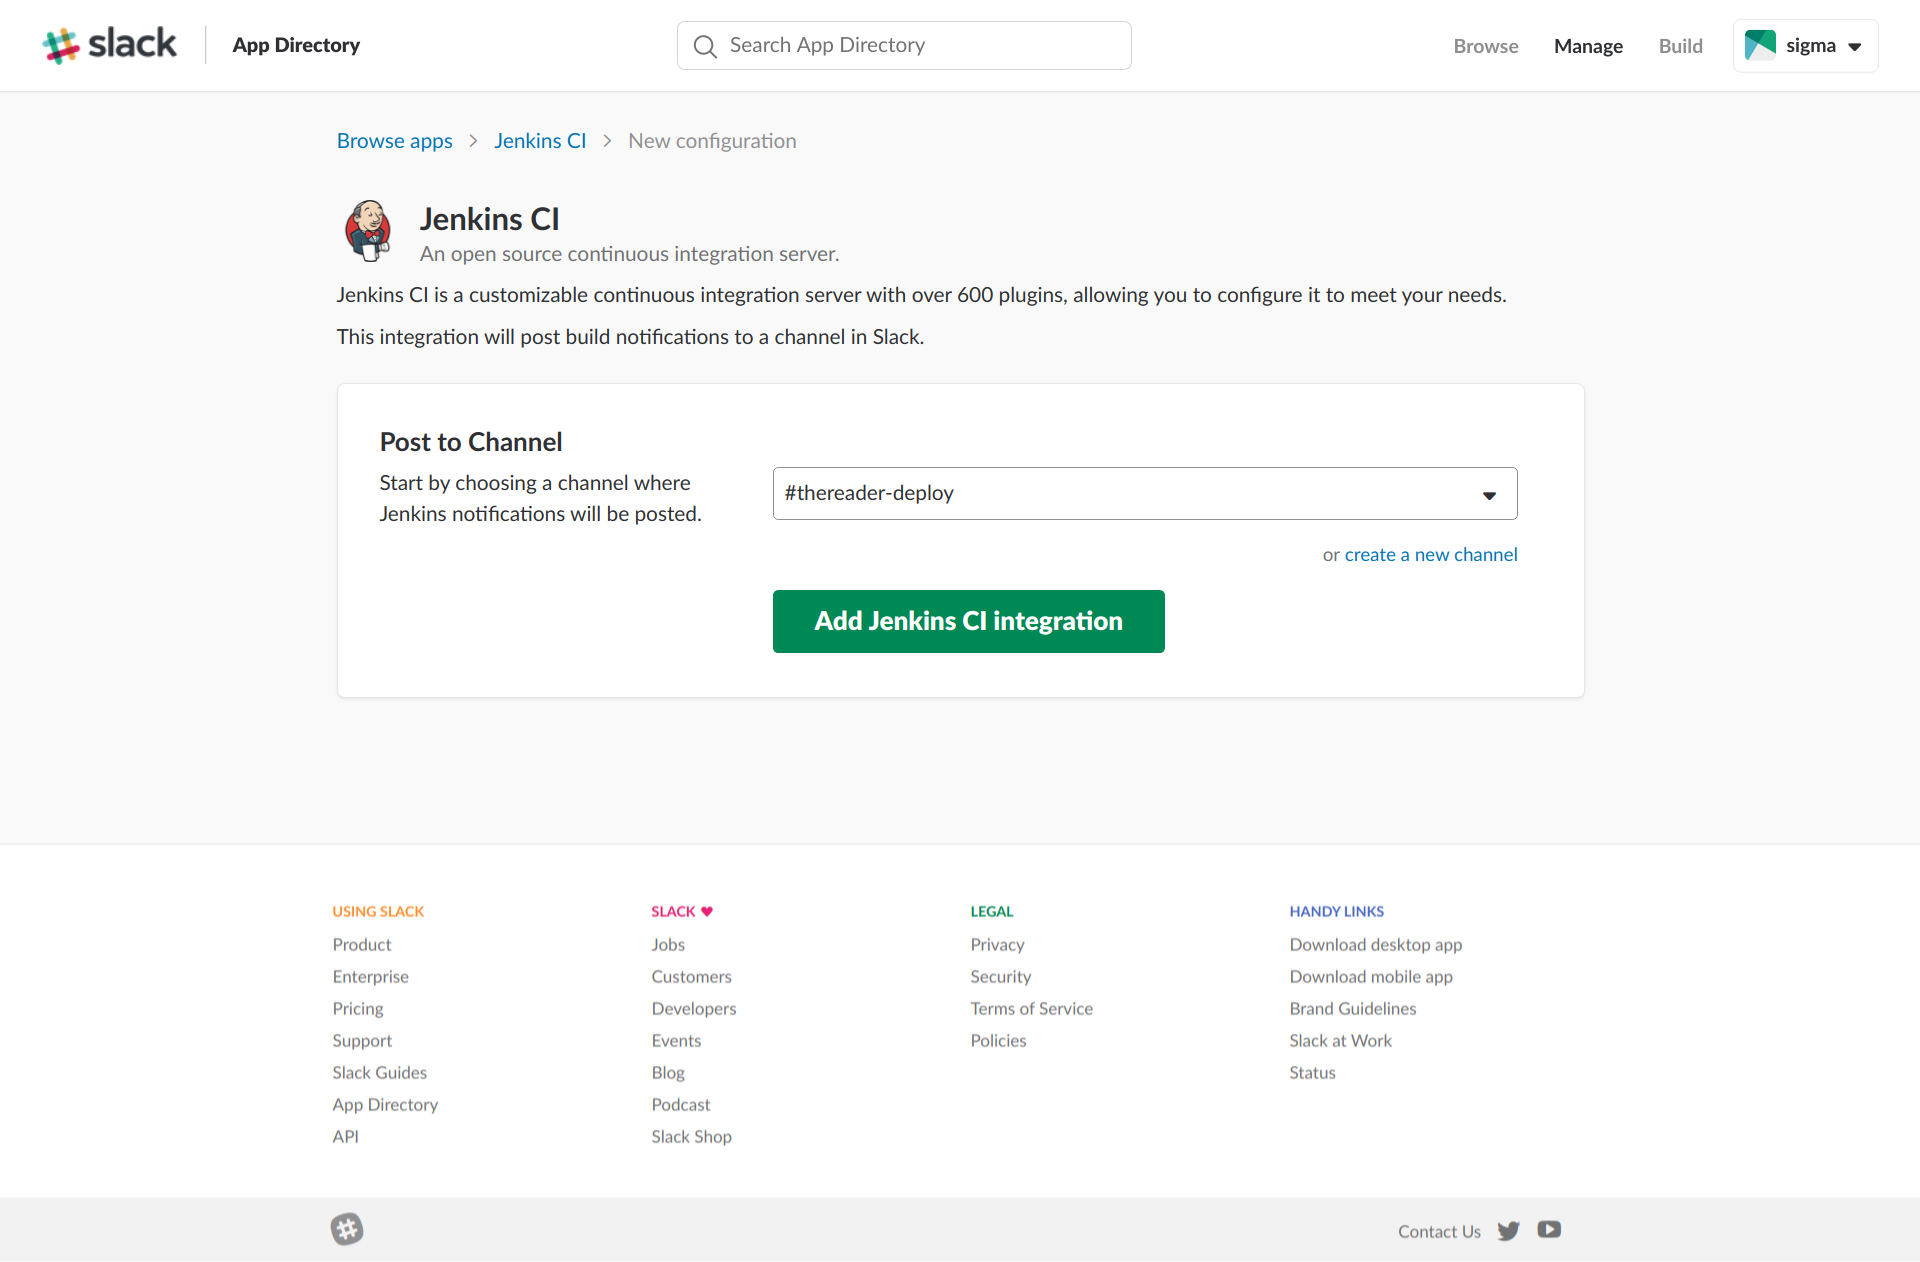 slack
App Directory
Search App Directory
Browse
Manage
Build
sigma
Browse apps
Jenkins CI
New configuration
Jenkins CI
An open source continuous integration server.
Jenkins CI is a customizable continuous integration server with over 600 plugins, allowing you to configure it to meet your needs.
This integration will post build notifications to a channel in Slack.
Post to Channel
Start by choosing a channel where
Jenkins notifications will be posted.
#thereader-deploy
or create a new channel
Add Jenkins CI integration
USING SLACK
Product
Enterprise
Pricing
Support
Slack Guides
App Directory
API
SLACK ♥
Jobs
Customers
Developers
Events
Blog
Podcast
Slack Shop
LEGAL
Privacy
Security
Terms of Service
Policies
HANDY LINKS
Download desktop app
Download mobile app
Brand Guidelines
Slack at Work
Status
Contact Us